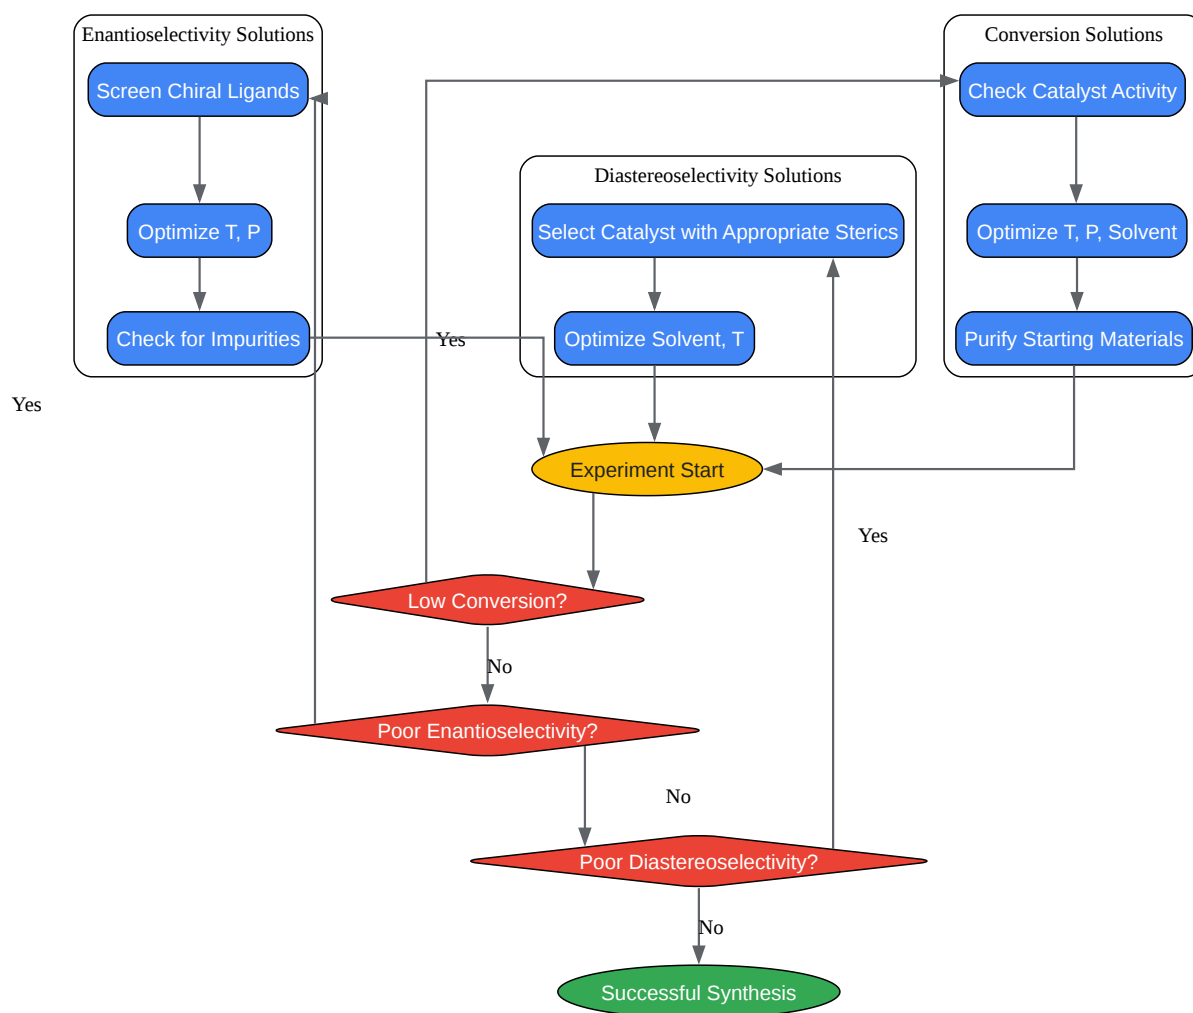 Enantioselectivity Solutions
Conversion Solutions
Screen Chiral Ligands
Check Catalyst Activity
Diastereoselectivity Solutions
Optimize T, P
Select Catalyst with Appropriate Sterics
Optimize T, P, Solvent
Check for Impurities
Yes
Optimize Solvent, T
Purify Starting Materials
Yes
Experiment Start
Yes
Low Conversion?
No
Poor Enantioselectivity?
No
Poor Diastereoselectivity?
No
Successful Synthesis